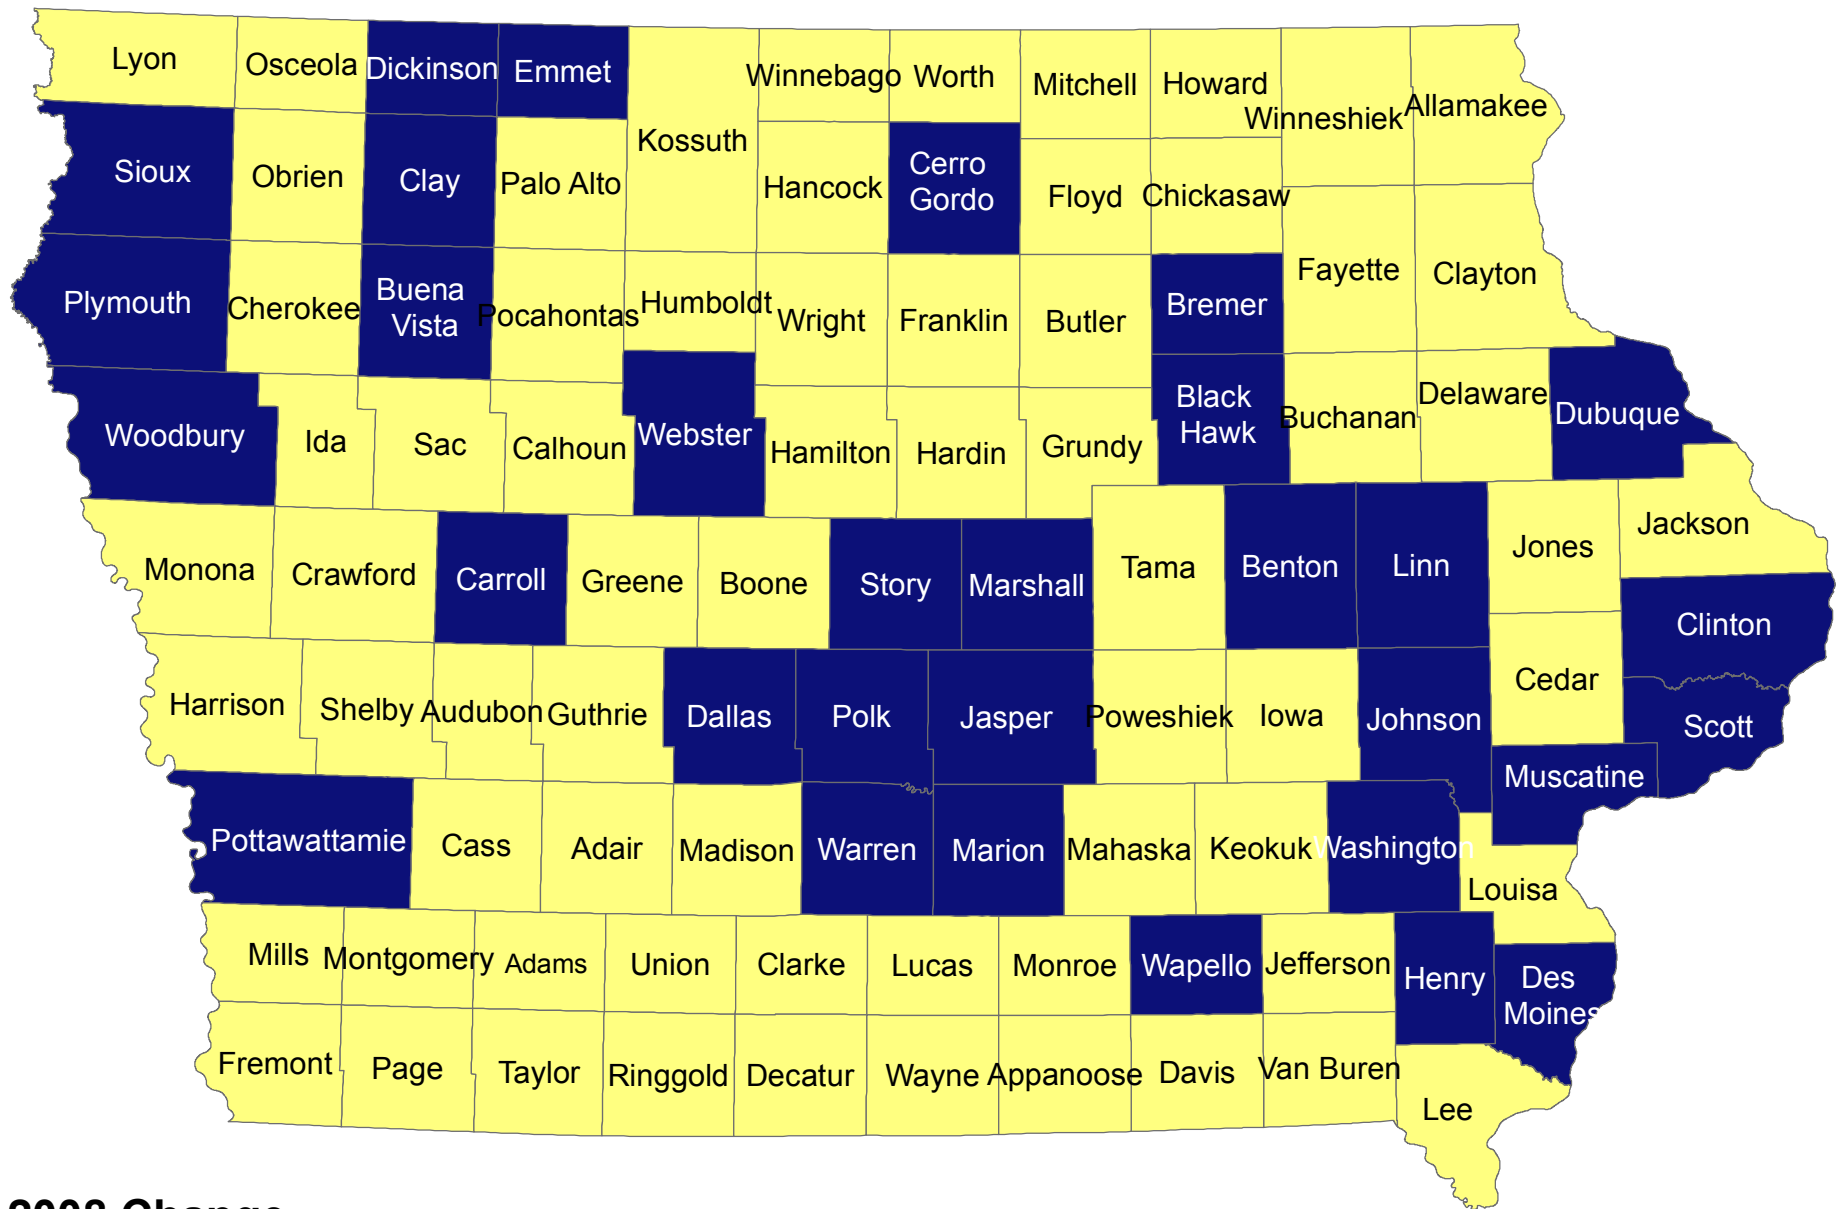 Lyon
Osceola
Dickinson
Emmet
Kossuth
Winnebago
Worth
Mitchell
Howard
Winneshiek
Allamakee
Sioux
Obrien
Clay
Palo Alto
Hancock
Cerro
Gordo
Floyd
Chickasaw
Plymouth
Cherokee
Buena
Vista
Pocahontas
Humboldt
Wright
Franklin
Butler
Bremer
Fayette
Clayton
Woodbury
Ida
Sac
Calhoun
Webster
Hamilton
Hardin
Grundy
Black
Hawk
Buchanan
Delaware
Dubuque
Monona
Crawford
Carroll
Greene
Boone
Story
Marshall
Tama
Benton
Linn
Jones
Jackson
Clinton
Harrison
Shelby
Audubon
Guthrie
Dallas
Polk
Jasper
Poweshiek
Iowa
Johnson
Cedar
Scott
Muscatine
Pottawattamie
Cass
Adair
Madison
Warren
Marion
Mahaska
Keokuk
Washington
Louisa
Mills
Montgomery
Adams
Union
Clarke
Lucas
Monroe
Wapello
Jefferson
Henry
Des
Moines
Fremont
Page
Taylor
Ringgold
Decatur
Wayne
Appanoose
Davis
Van Buren
Lee
2008 Change